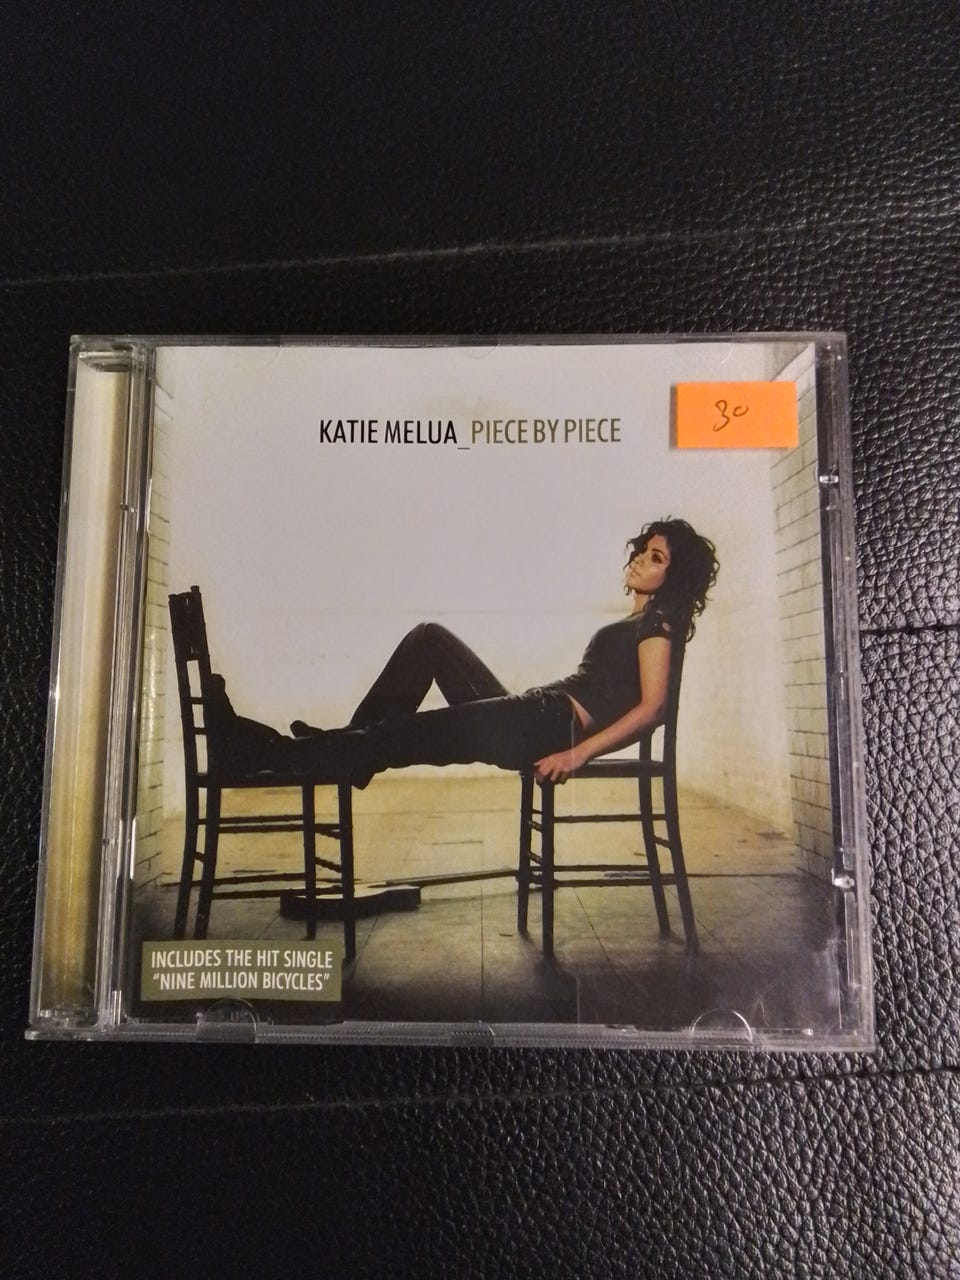 KATIE MELUA_PIECE BY PIECE
30
INCLUDES THE HIT SINGLE
"NINE MILLION BICYCLES"